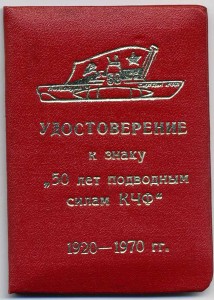 УДОСТОВЕРЕНИЕ
к знаку
„50 лет подводным
силам КЧФ“
1920—1970 гг.